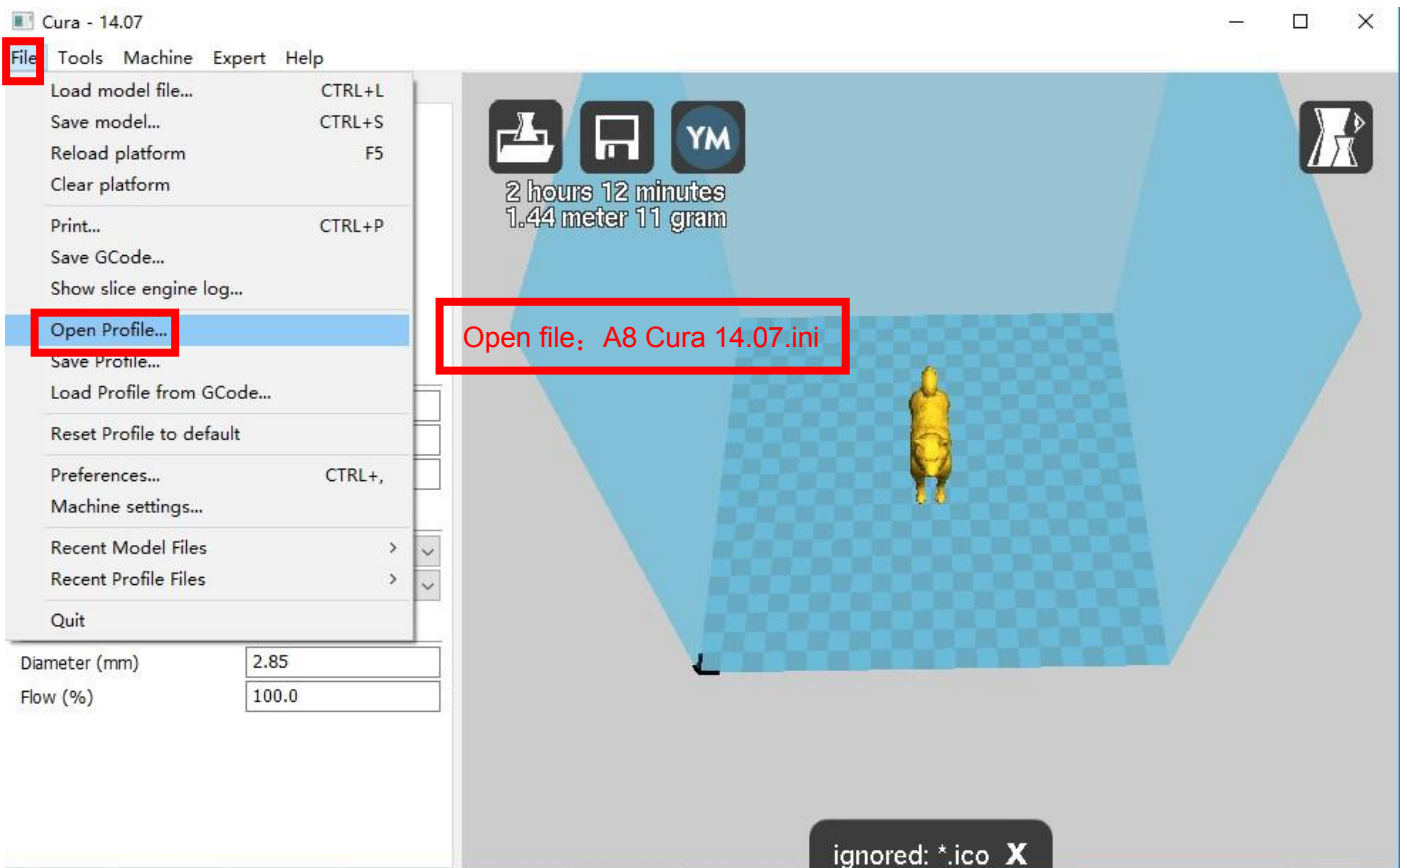 Cura - 14.07
File Tools Machine Expert Help
Load model file... CTRL+L
Save model... CTRL+S
Reload platform F5
Clear platform
Print... CTRL+P
Save GCode...
Show slice engine log...
Open Profile...
Save Profile...
Load Profile from GCode...
Reset Profile to default
Preferences... CTRL+,
Machine settings...
Recent Model Files
Recent Profile Files
Quit
Diameter (mm) 2.85
Flow (%) 100.0
YM
2 hours 12 minutes
1.44 meter 11 gram
Open file：A8 Cura 14.07.ini
ignored: *.ico X